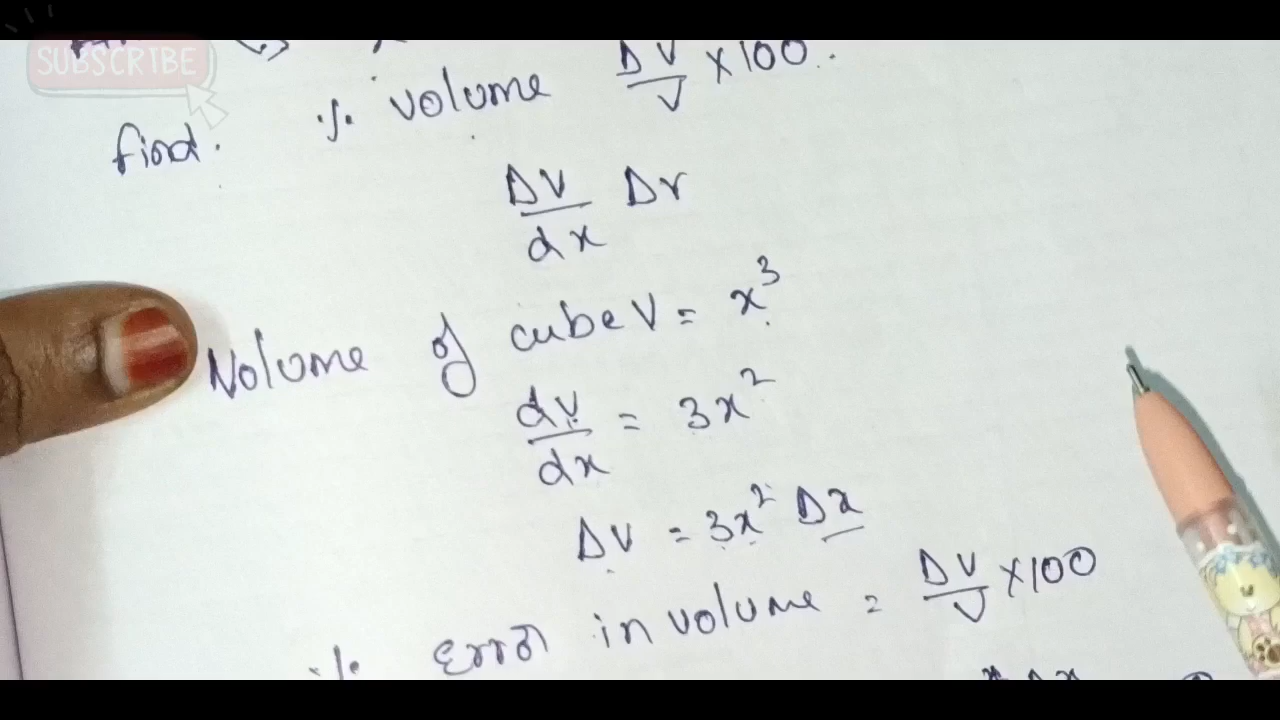 SUBSCRIBE
% volume ΔV/V ×100.
find.
ΔV/dx Δr
Volume of cube V = x³
dv/dx = 3x²
ΔV = 3x² Δx
% error in volume = ΔV/V ×100